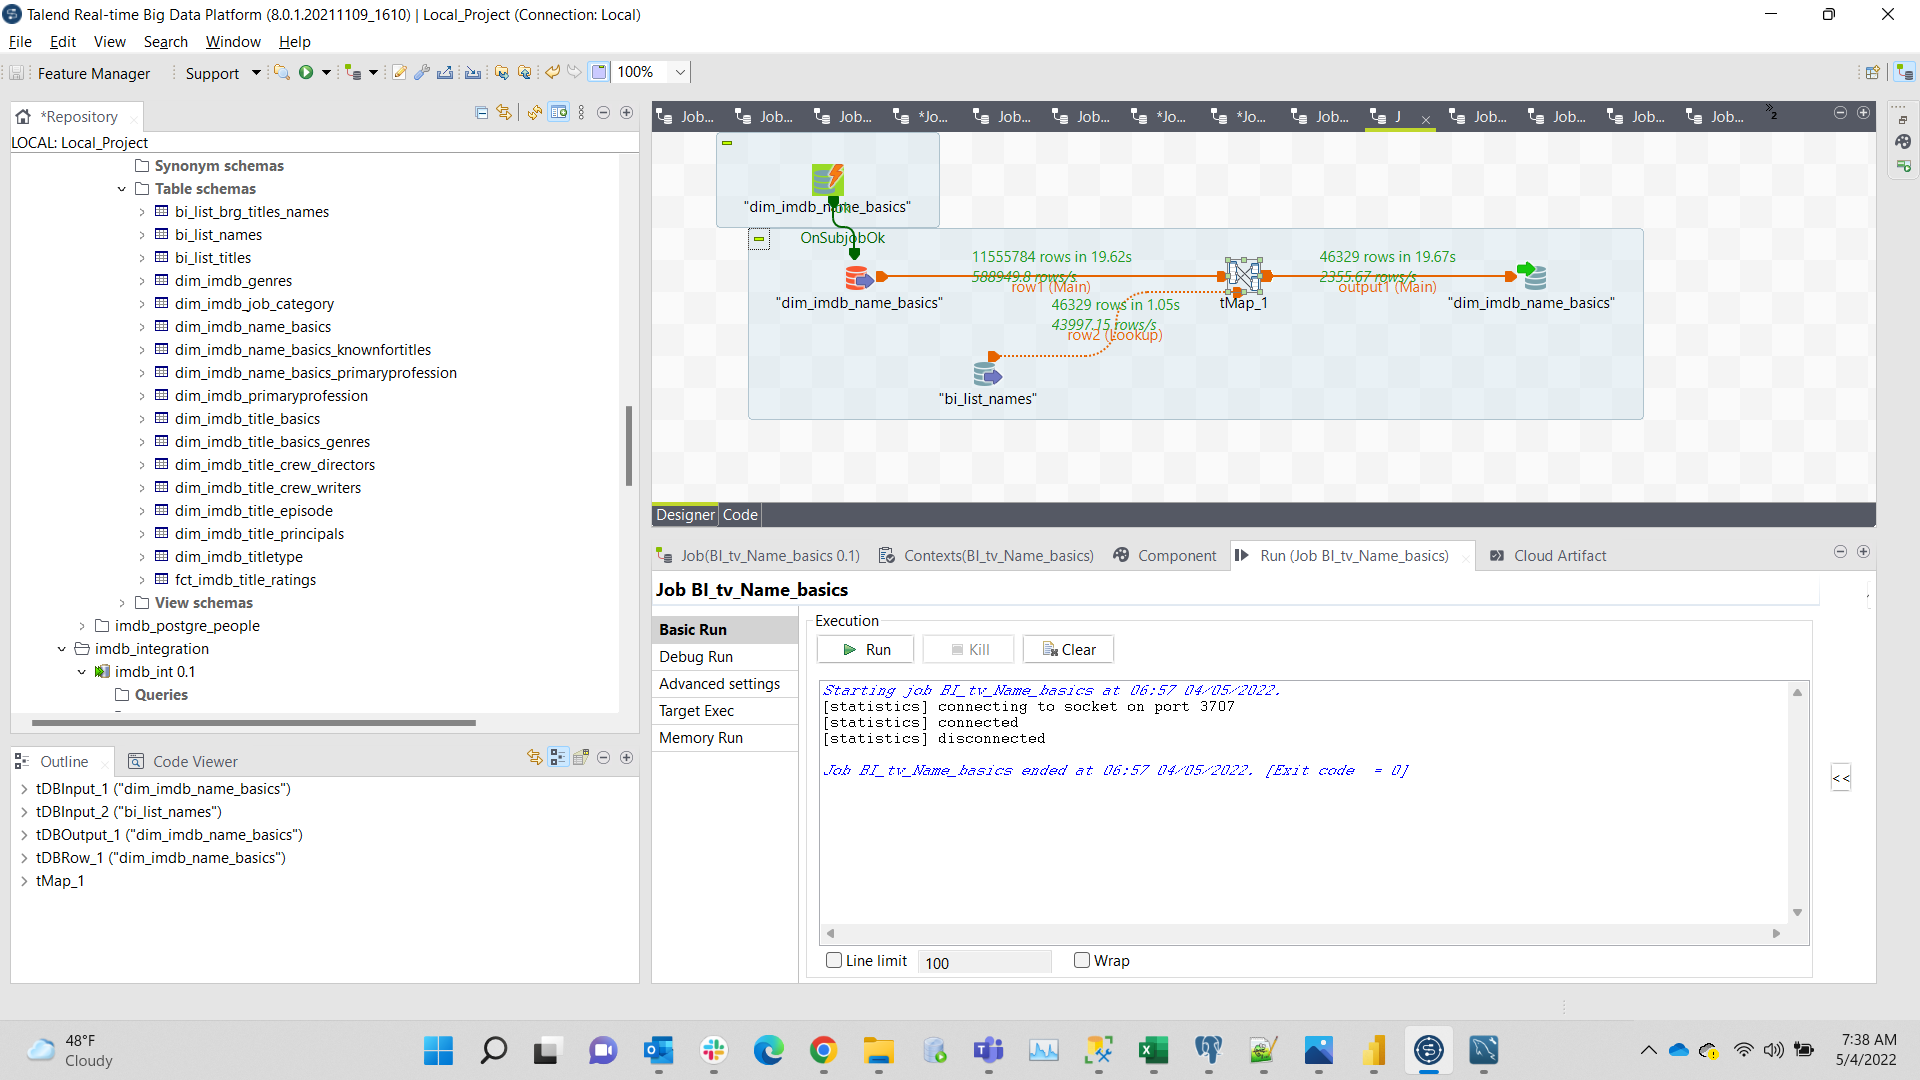 Talend Real-time Big Data Platform (8.0.1.20211109_1610) | Local_Project (Connection: Local)
File Edit View Search Window Help
Feature Manager Support 100%
*Repository
LOCAL: Local_Project
Synonym schemas
Table schemas
bi_list_brg_titles_names
bi_list_names
bi_list_titles
dim_imdb_genres
dim_imdb_job_category
dim_imdb_name_basics
dim_imdb_name_basics_knownfortitles
dim_imdb_name_basics_primaryprofession
dim_imdb_primaryprofession
dim_imdb_title_basics
dim_imdb_title_basics_genres
dim_imdb_title_crew_directors
dim_imdb_title_crew_writers
dim_imdb_title_episode
dim_imdb_title_principals
dim_imdb_titletype
fct_imdb_title_ratings
View schemas
imdb_postgre_people
imdb_integration
imdb_int 0.1
Queries
Outline Code Viewer
tDBInput_1 ("dim_imdb_name_basics")
tDBInput_2 ("bi_list_names")
tDBOutput_1 ("dim_imdb_name_basics")
tDBRow_1 ("dim_imdb_name_basics")
tMap_1
Job... Job... Job... *Jo... Job... Job... *Jo... *Jo... Job... J Job... Job... Job... Job... 2
"dim_imdb_name_basics"
OnSubjobOk
11555784 rows in 19.62s
588949.8 rows/s
row1 (Main)
46329 rows in 19.67s
2355.67 rows/s
output1 (Main)
"dim_imdb_name_basics"
46329 rows in 1.05s
43997.15 rows/s
row2 (Lookup)
tMap_1
"dim_imdb_name_basics"
"bi_list_names"
Designer Code
Job(BI_tv_Name_basics 0.1) Contexts(BI_tv_Name_basics) Component Run (Job BI_tv_Name_basics) Cloud Artifact
Job BI_tv_Name_basics
Basic Run
Debug Run
Advanced settings
Target Exec
Memory Run
Execution
Run Kill Clear
Starting job BI_tv_Name_basics at 06:57 04/05/2022.
[statistics] connecting to socket on port 3707
[statistics] connected
[statistics] disconnected
Job BI_tv_Name_basics ended at 06:57 04/05/2022. [Exit code  = 0]
<<
Line limit 100 Wrap
48°F
Cloudy
7:38 AM
5/4/2022